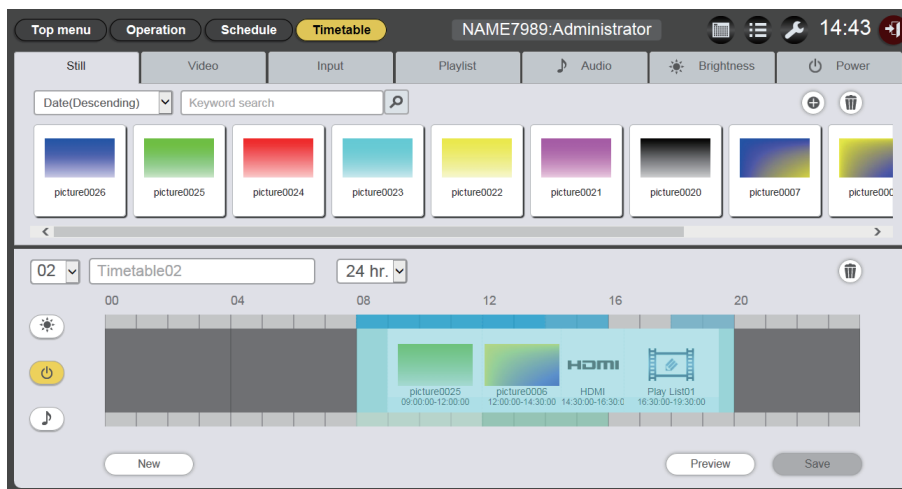 Top menu Operation Schedule Timetable NAME7989:Administrator 14:43
Still Video Input Playlist Audio Brightness Power
Date(Descending) Keyword search
picture0026 picture0025 picture0024 picture0023 picture0022 picture0021 picture0020 picture0007 picture000
02 Timetable02 24 hr.
00 04 08 12 16 20
HDMI
picture0025 picture0006 HDMI Play List01
09:00:00-12:00:00 12:00:00-14:30:00 14:30:00-16:30:0 16:30:00-19:30:00
New Preview Save